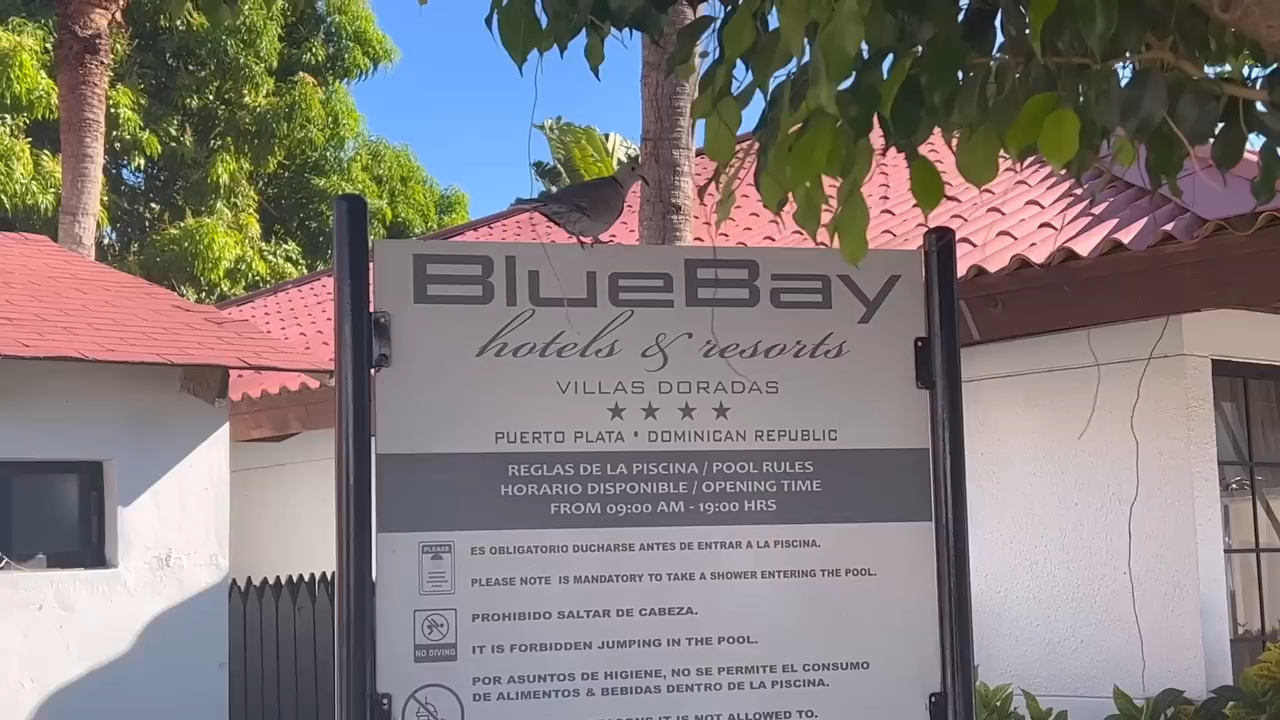 BlueBay
hotels & resorts
VILLAS DORADAS
PUERTO PLATA • DOMINICAN REPUBLIC
REGLAS DE LA PISCINA / POOL RULES
HORARIO DISPONIBLE / OPENING TIME
FROM 09:00 AM - 19:00 HRS
PLEASE
ES OBLIGATORIO DUCHARSE ANTES DE ENTRAR A LA PISCINA.
PLEASE NOTE IS MANDATORY TO TAKE A SHOWER ENTERING THE POOL.
PROHIBIDO SALTAR DE CABEZA.
NO DIVING
IT IS FORBIDDEN JUMPING IN THE POOL.
POR ASUNTOS DE HIGIENE, NO SE PERMITE EL CONSUMO
DE ALIMENTOS & BEBIDAS DENTRO DE LA PISCINA.
IT IS NOT ALLOWED TO.